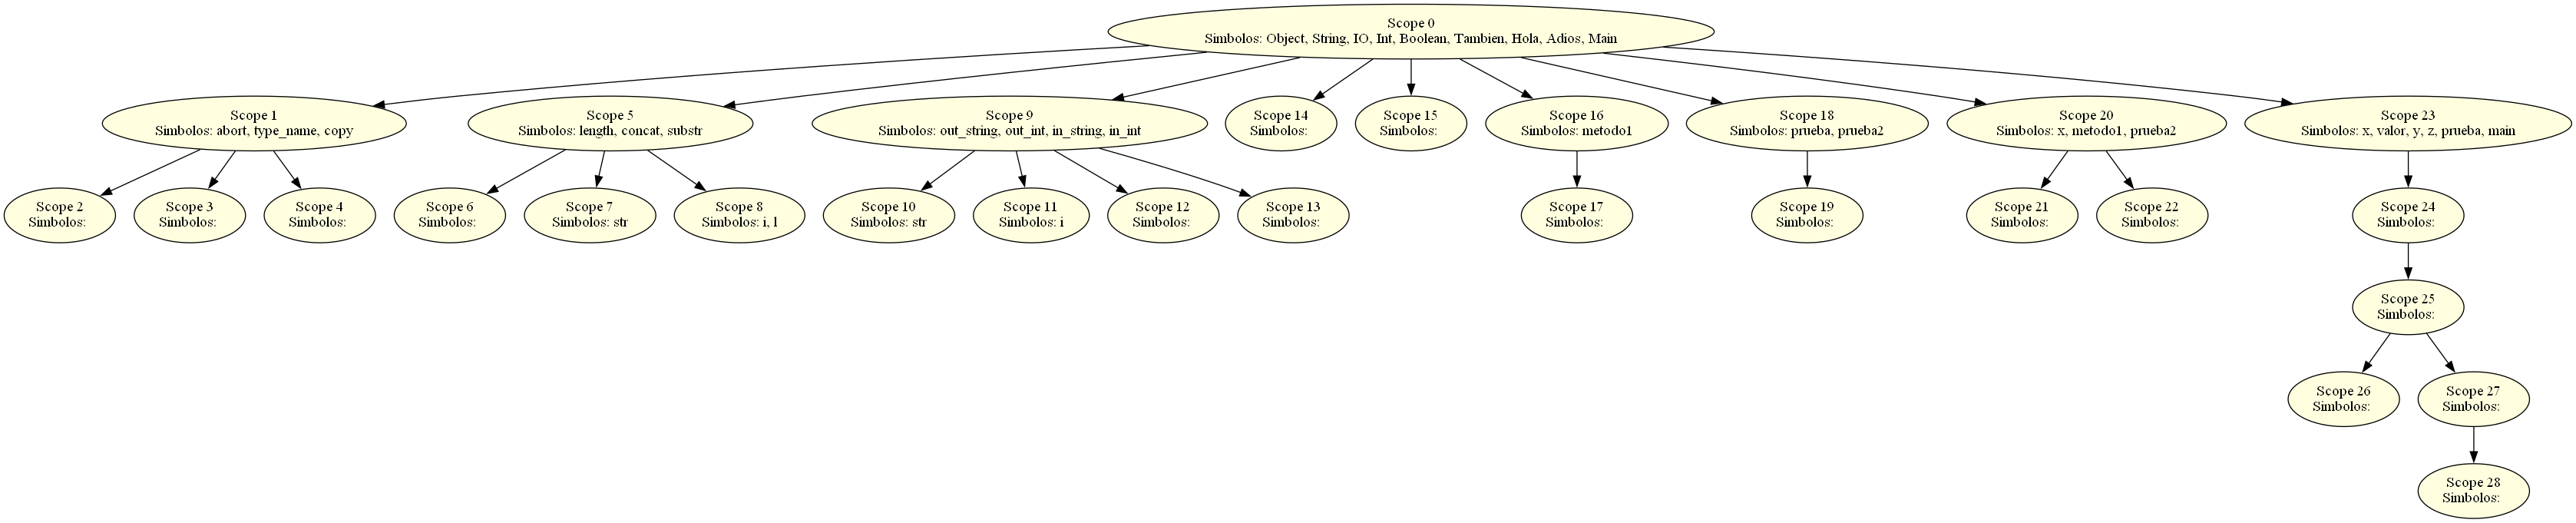 Scope 0
Simbolos: Object, String, IO, Int, Boolean, Tambien, Hola, Adios, Main
Scope 1
Simbolos: abort, type_name, copy
Scope 5
Simbolos: length, concat, substr
Scope 9
Simbolos: out_string, out_int, in_string, in_int
Scope 14
Simbolos:
Scope 15
Simbolos:
Scope 16
Simbolos: metodo1
Scope 18
Simbolos: prueba, prueba2
Scope 20
Simbolos: x, metodo1, prueba2
Scope 23
Simbolos: x, valor, y, z, prueba, main
Scope 2
Simbolos:
Scope 3
Simbolos:
Scope 4
Simbolos:
Scope 6
Simbolos:
Scope 7
Simbolos: str
Scope 8
Simbolos: i, l
Scope 10
Simbolos: str
Scope 11
Simbolos: i
Scope 12
Simbolos:
Scope 13
Simbolos:
Scope 17
Simbolos:
Scope 19
Simbolos:
Scope 21
Simbolos:
Scope 22
Simbolos:
Scope 24
Simbolos:
Scope 25
Simbolos:
Scope 26
Simbolos:
Scope 27
Simbolos:
Scope 28
Simbolos: